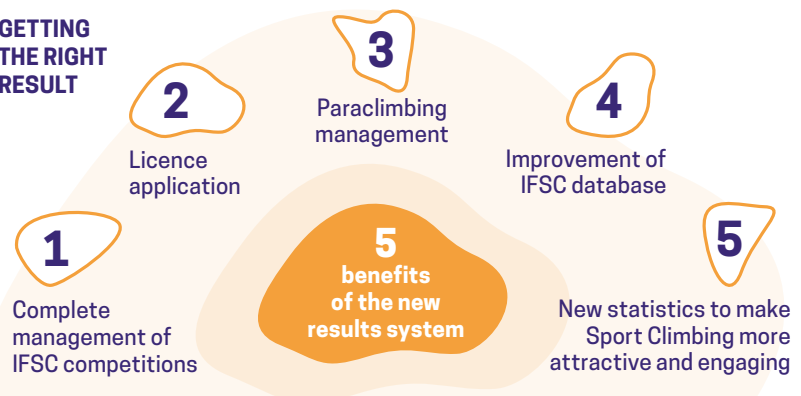 GETTING
THE RIGHT
RESULT
1
Complete
management of
IFSC competitions
2
Licence
application
3
Paraclimbing
management
4
Improvement of
IFSC database
5
New statistics to make
Sport Climbing more
attractive and engaging
5
benefits
of the new
results system